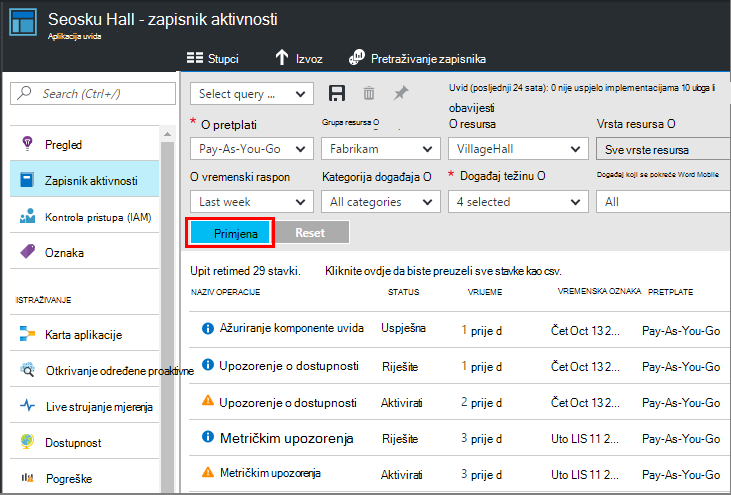 Seosku Hall - zapisnik aktivnosti
Aplikacija uvida
Stupci
Izvoz
Pretraživanje zapisnika
Search (Ctrl+/)
Pregled
Zapisnik aktivnosti
Kontrola pristupa (IAM)
Oznaka
ISTRAŽIVANJE
Karta aplikacije
Otkrivanje određene proaktivne
Live strujanje mjerenja
Dostupnost
Pogreške
Select query ...
Uvid (posljednji 24 sata): 0 nije uspjelo implementacijama 10 uloga li
obavijesti
* O pretplati
Grupa resursa O
O resursa
Vrsta resursa O
Pay-As-You-Go
Fabrikam
VillageHall
Sve vrste resursa
O vremenski raspon
Kategorija događaja O
* Događaj težinu O
Događaj koji se pokreće Word Mobile
Last week
All categories
4 selected
All
Primjena
Reset
Upit retimed 29 stavki.
Kliknite ovdje da biste preuzeli sve stavke kao csv.
NAZIV OPERACIJE STATUS VRIJEME VREMENSKA OZNAKA PRETPLATE
Ažuriranje komponente uvida Uspješna 1 prije d Čet Oct 13 2... Pay-As-You-Go
Upozorenje o dostupnosti Riješite 1 prije d Čet Oct 13 2... Pay-As-You-Go
Upozorenje o dostupnosti Aktivirati 2 prije d Čet Oct 13 2... Pay-As-You-Go
Metričkim upozorenja Riješite 3 prije d Uto LIS 11 2... Pay-As-You-Go
Metričkim upozorenja Aktivirati 3 prije d Uto LIS 11 2... Pay-As-You-Go